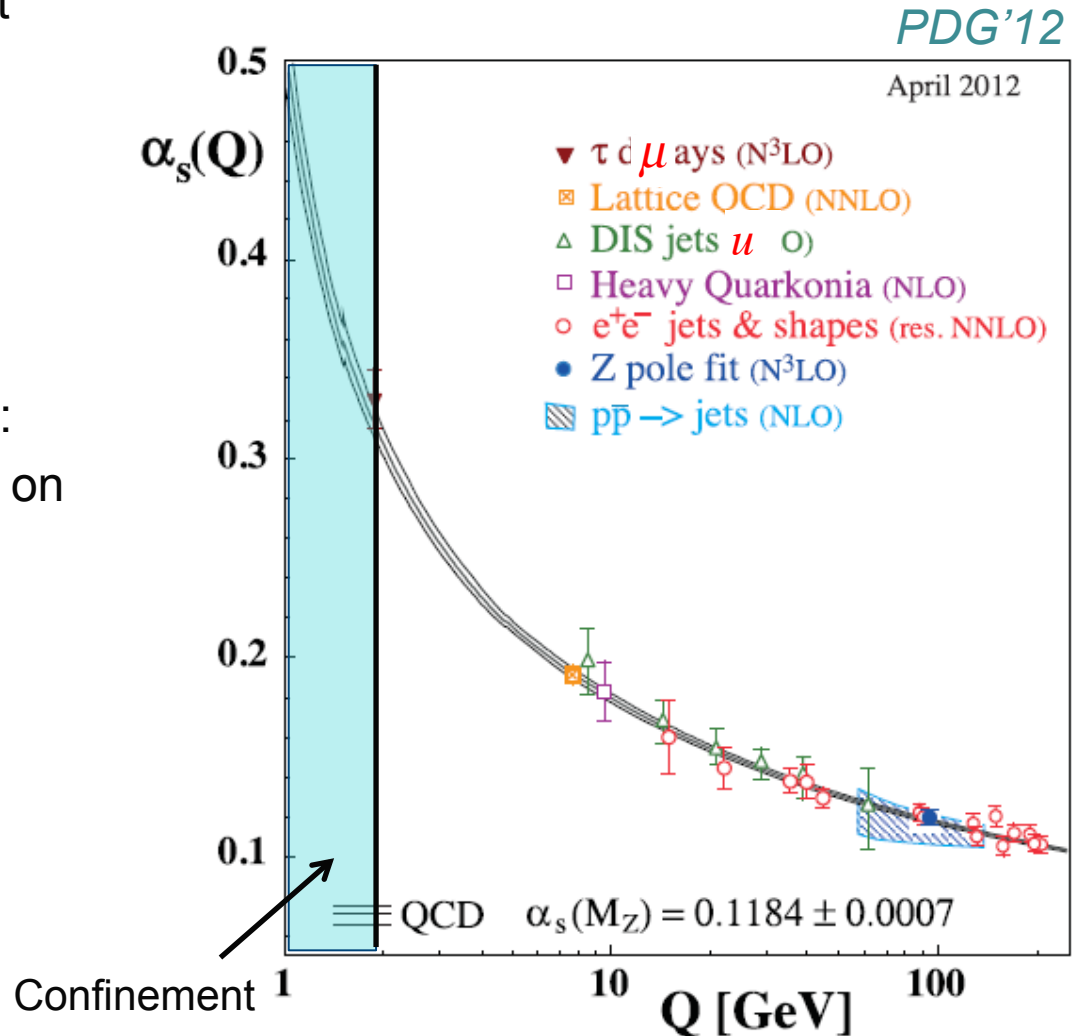 t
PDG'12
0.5
April 2012
αs(Q)
▼ τ d μ ays (N³LO)
Lattice QCD (NNLO)
△ DIS jets u O)
0.4
□ Heavy Quarkonia (NLO)
○ e⁺e⁻ jets & shapes (res. NNLO)
● Z pole fit (N³LO)
pp̅ –> jets (NLO)
:
0.3
on
0.2
0.1
QCD αs(MZ) = 0.1184 ± 0.0007
Confinement
1 10 100
Q [GeV]